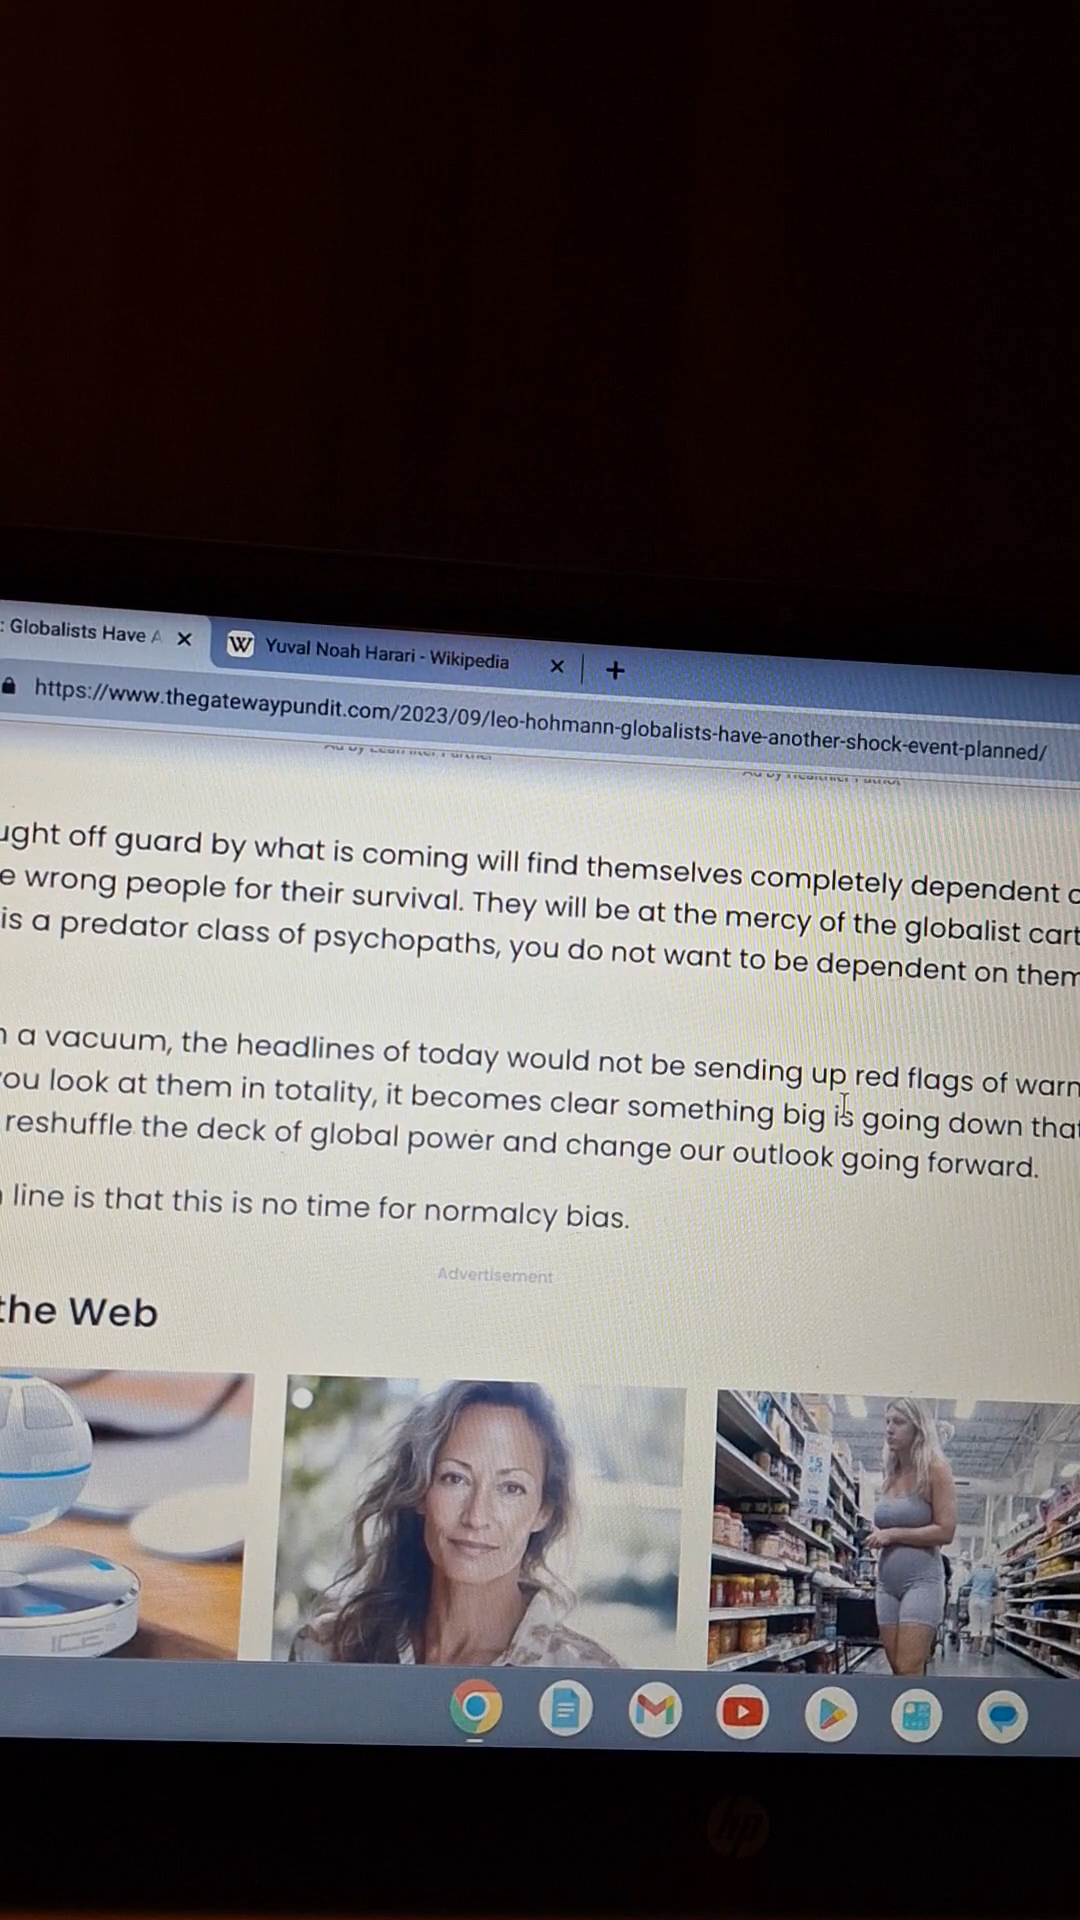 : Globalists Have A
W Yuval Noah Harari - Wikipedia
https://www.thegatewaypundit.com/2023/09/leo-hohmann-globalists-have-another-shock-event-planned/
ught off guard by what is coming will find themselves completely dependent o
e wrong people for their survival. They will be at the mercy of the globalist cart
is a predator class of psychopaths, you do not want to be dependent on them
n a vacuum, the headlines of today would not be sending up red flags of warn
ou look at them in totality, it becomes clear something big is going down that
reshuffle the deck of global power and change our outlook going forward.
line is that this is no time for normalcy bias.
Advertisement
the Web
ICE
hp